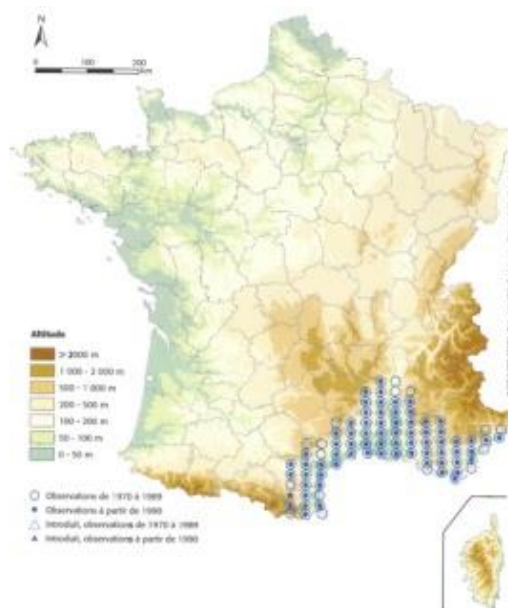 N
0 100 200
km
Altitude
> 2000 m
1 000 - 2 000 m
500 - 1 000 m
200 - 500 m
100 - 200 m
50 - 100 m
0 - 50 m
Observations de 1970 à 1989
Observations à partir de 1990
Introduit, observations de 1970 à 1989
Introduit, observations à partir de 1990